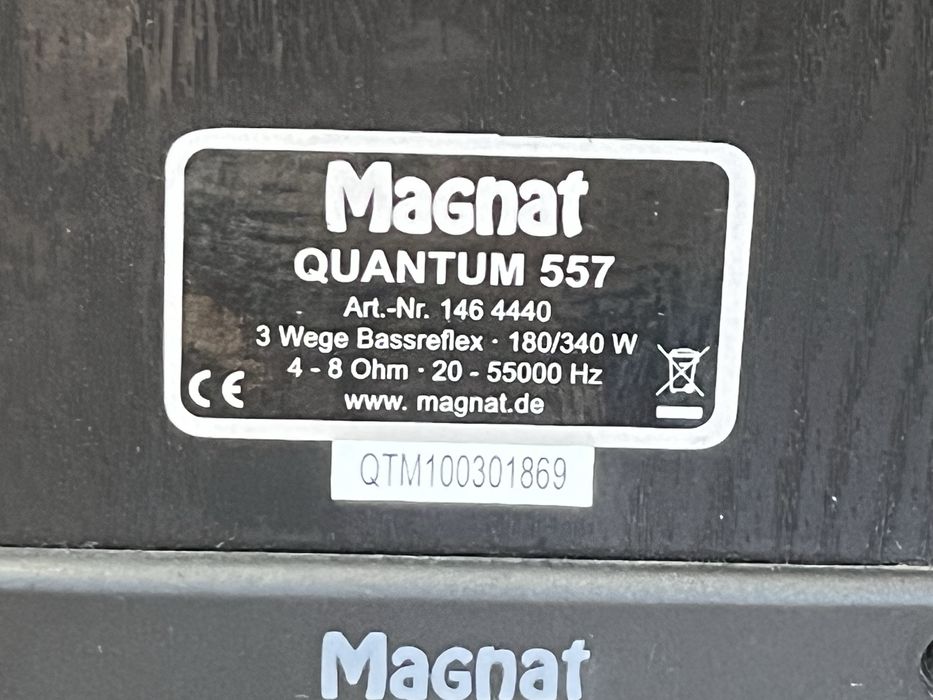 Magnat
QUANTUM 557
Art.-Nr. 146 4440
3 Wege Bassreflex · 180/340 W
4 - 8 Ohm · 20 - 55000 Hz
www. magnat.de
CE
QTM100301869
Magnat